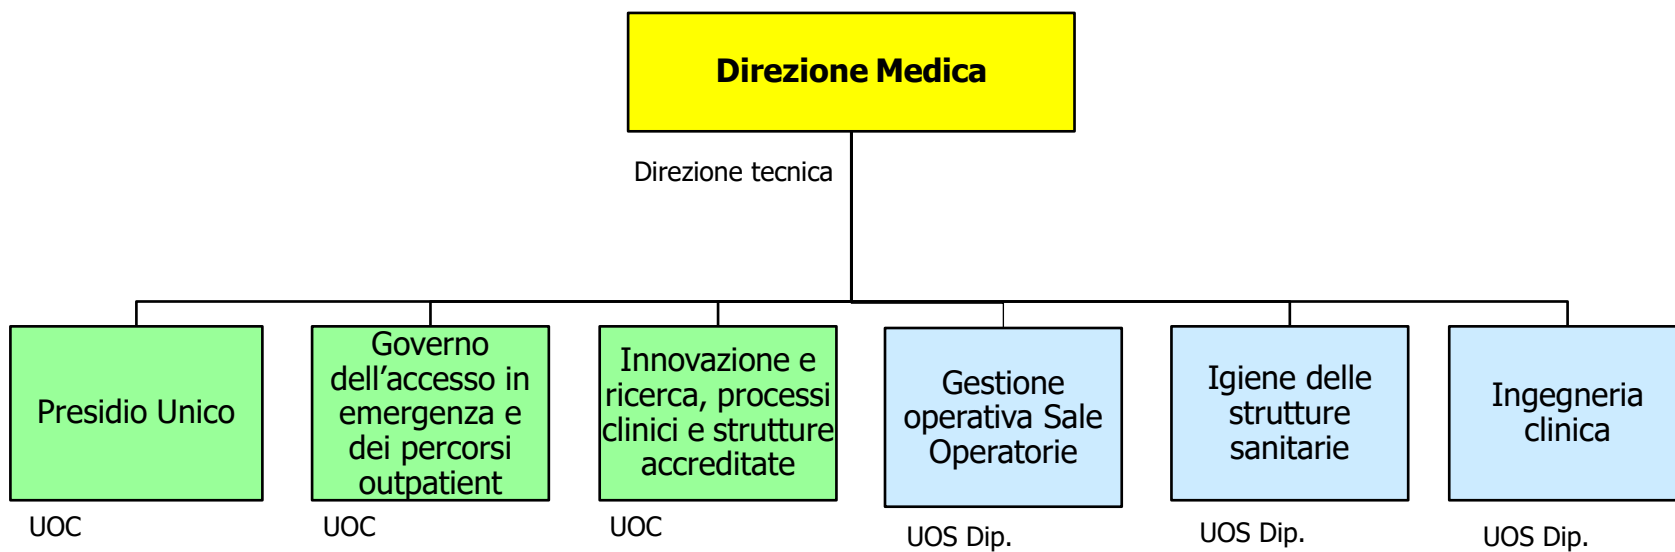 Direzione Medica
Direzione tecnica
Presidio Unico
Governo
dell’accesso in
emergenza e
dei percorsi
outpatient
Innovazione e
ricerca, processi
clinici e strutture
accreditate
Gestione
operativa Sale
Operatorie
Igiene delle
strutture
sanitarie
Ingegneria
clinica
UOC
UOC
UOC
UOS Dip.
UOS Dip.
UOS Dip.